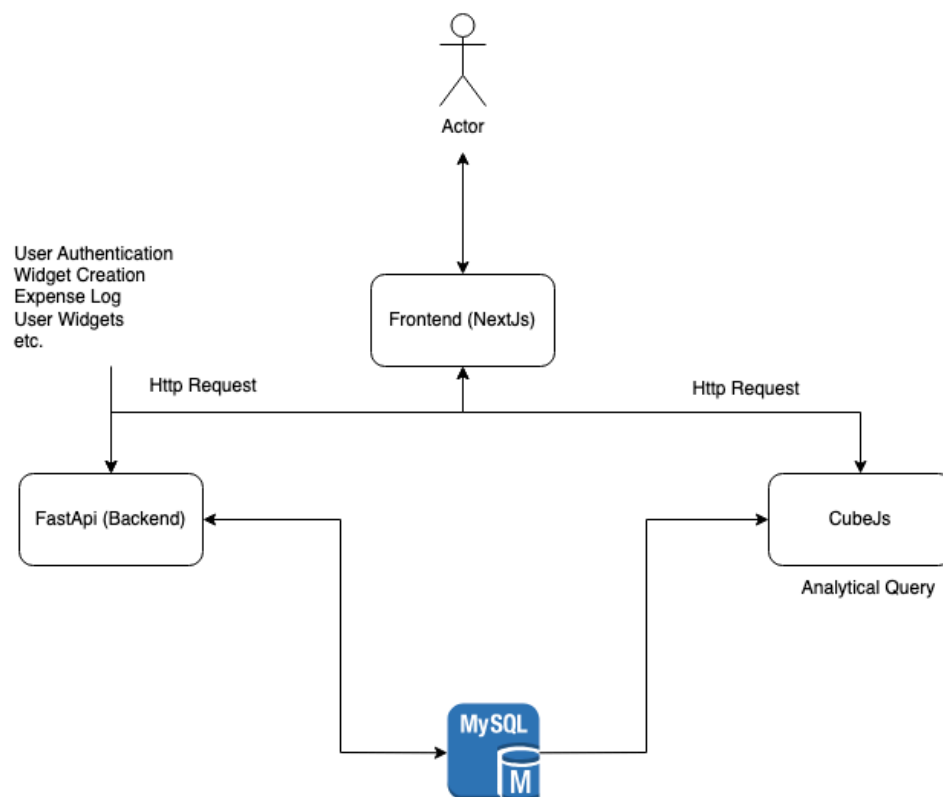 Actor
User Authentication
Widget Creation
Expense Log
User Widgets
etc.
Frontend (NextJs)
Http Request
Http Request
FastApi (Backend)
CubeJs
Analytical Query
MySQL
M